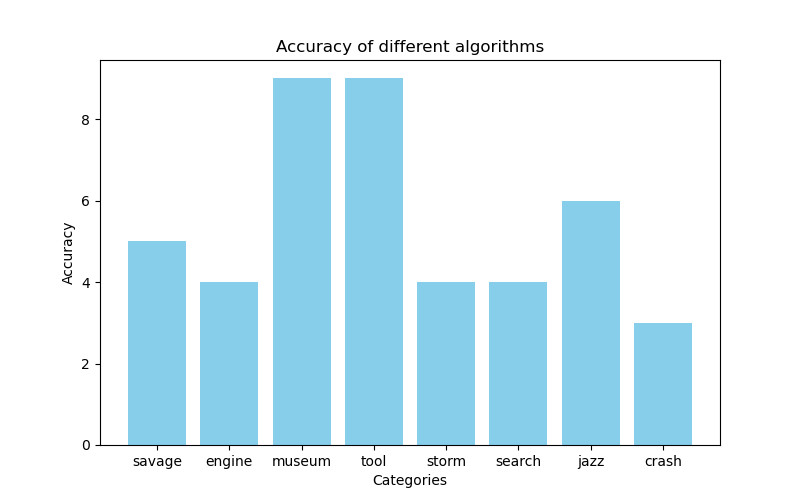 Accuracy of different algorithms
Accuracy
8
6
4
2
0
savage engine museum tool storm search jazz crash
Categories